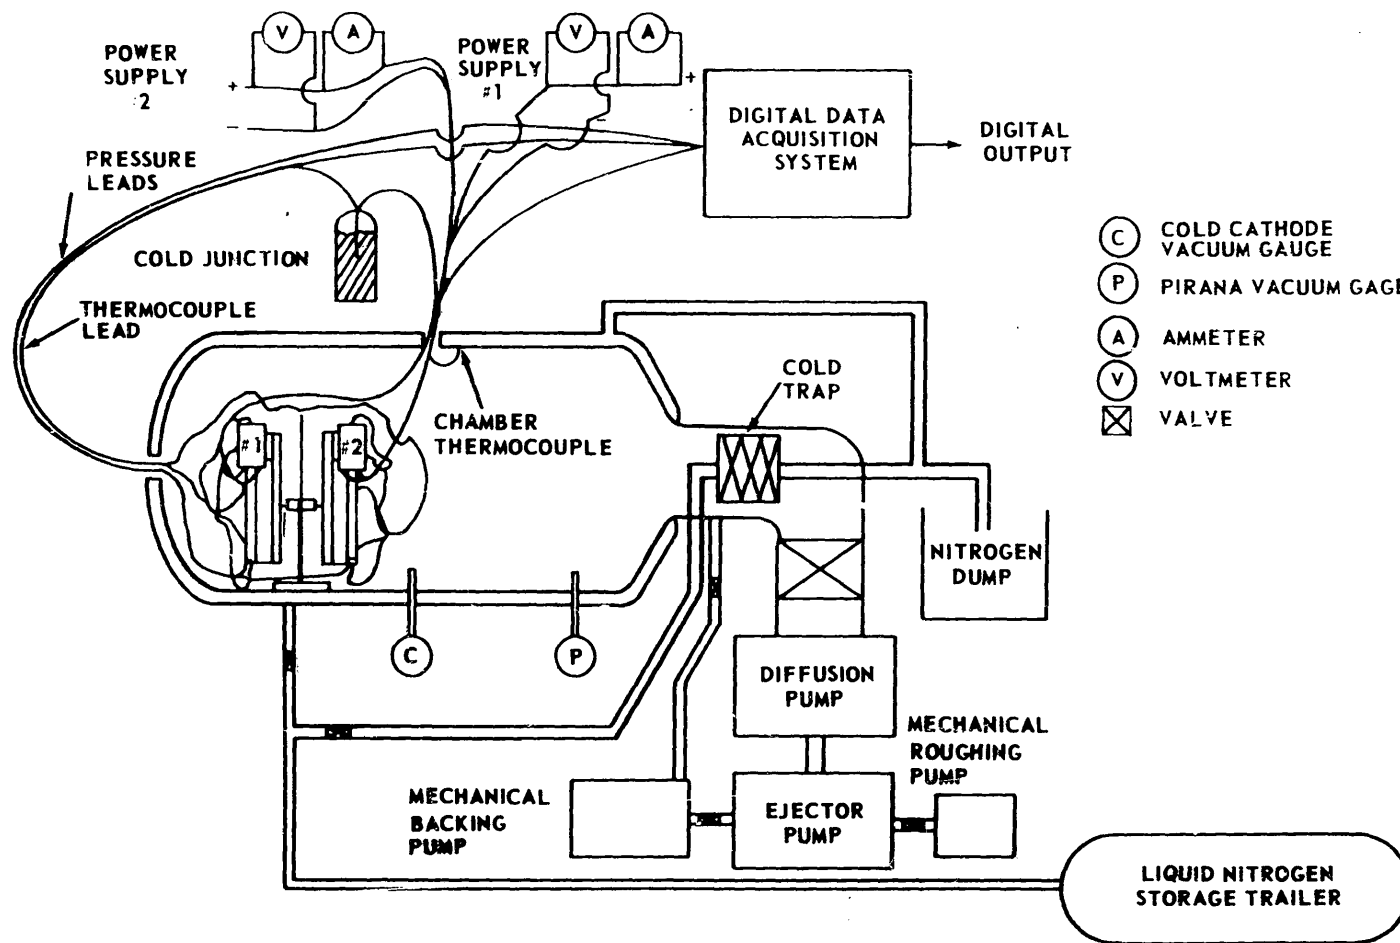 POWER
SUPPLY
#2
V
A
POWER
SUPPLY
#1
V
A
+
-
+
-
DIGITAL DATA
ACQUISITION
SYSTEM
DIGITAL
OUTPUT
PRESSURE
LEADS
COLD JUNCTION
THERMOCOUPLE
LEAD
C
COLD CATHODE
VACUUM GAUGE
P
PIRANA VACUUM GAGE
A
AMMETER
V
VOLTMETER
VALVE
COLD
TRAP
CHAMBER
THERMOCOUPLE
#1
#2
NITROGEN
DUMP
C
P
DIFFUSION
PUMP
MECHANICAL
ROUGHING
PUMP
MECHANICAL
BACKING
PUMP
EJECTOR
PUMP
LIQUID NITROGEN
STORAGE TRAILER